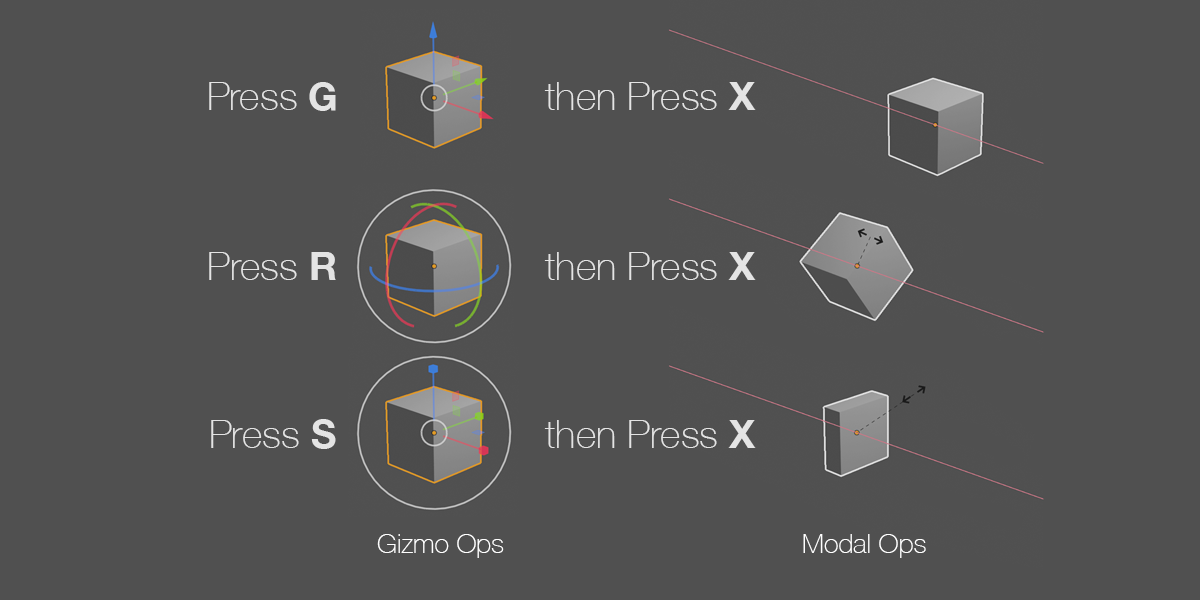 Press G then Press X
Press R then Press X
Press S then Press X
Gizmo Ops Modal Ops